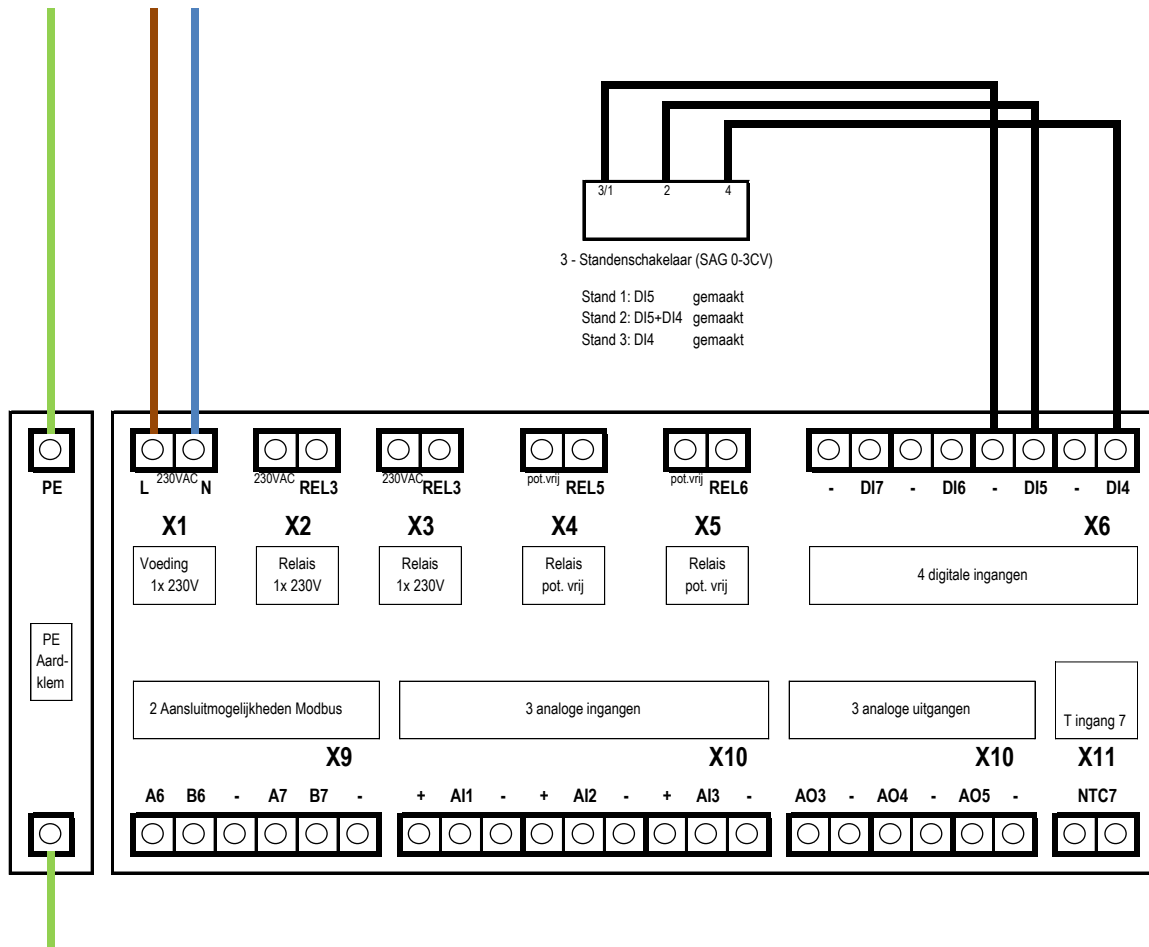 3/1 2 4
3 - Standenschakelaar (SAG 0-3CV)
Stand 1: DI5 gemaakt
Stand 2: DI5+DI4 gemaakt
Stand 3: DI4 gemaakt
PE L 230VAC N 230VAC REL3 230VAC REL3 pot.vrij REL5 pot.vrij REL6 - DI7 - DI6 - DI5 - DI4
X1 X2 X3 X4 X5 X6
Voeding
1x 230V
Relais
1x 230V
Relais
1x 230V
Relais
pot. vrij
Relais
pot. vrij
4 digitale ingangen
PE
Aard-
klem
2 Aansluitmogelijkheden Modbus
3 analoge ingangen
3 analoge uitgangen
T ingang 7
X9 X10 X10 X11
A6 B6 - A7 B7 - + AI1 - + AI2 - + AI3 - AO3 - AO4 - AO5 - NTC7